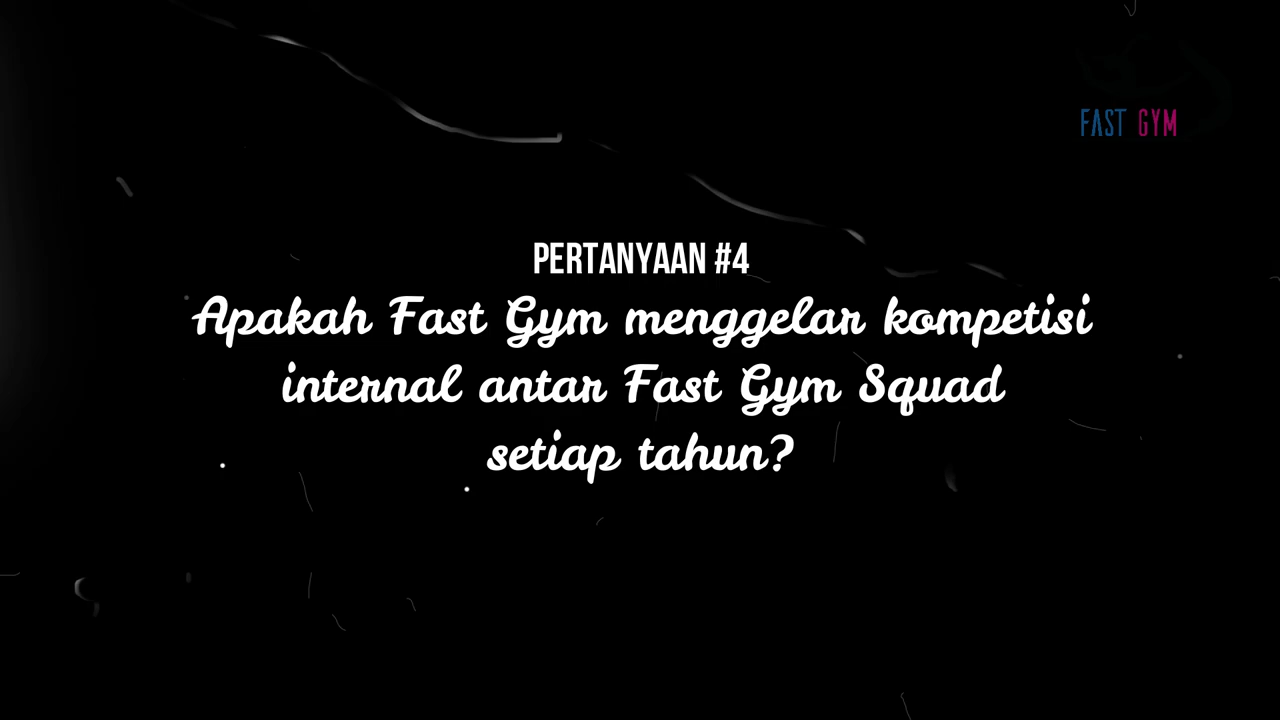 FAST GYM
PERTANYAAN #4
Apakah Fast Gym menggelar kompetisi
internal antar Fast Gym Squad
setiap tahun?